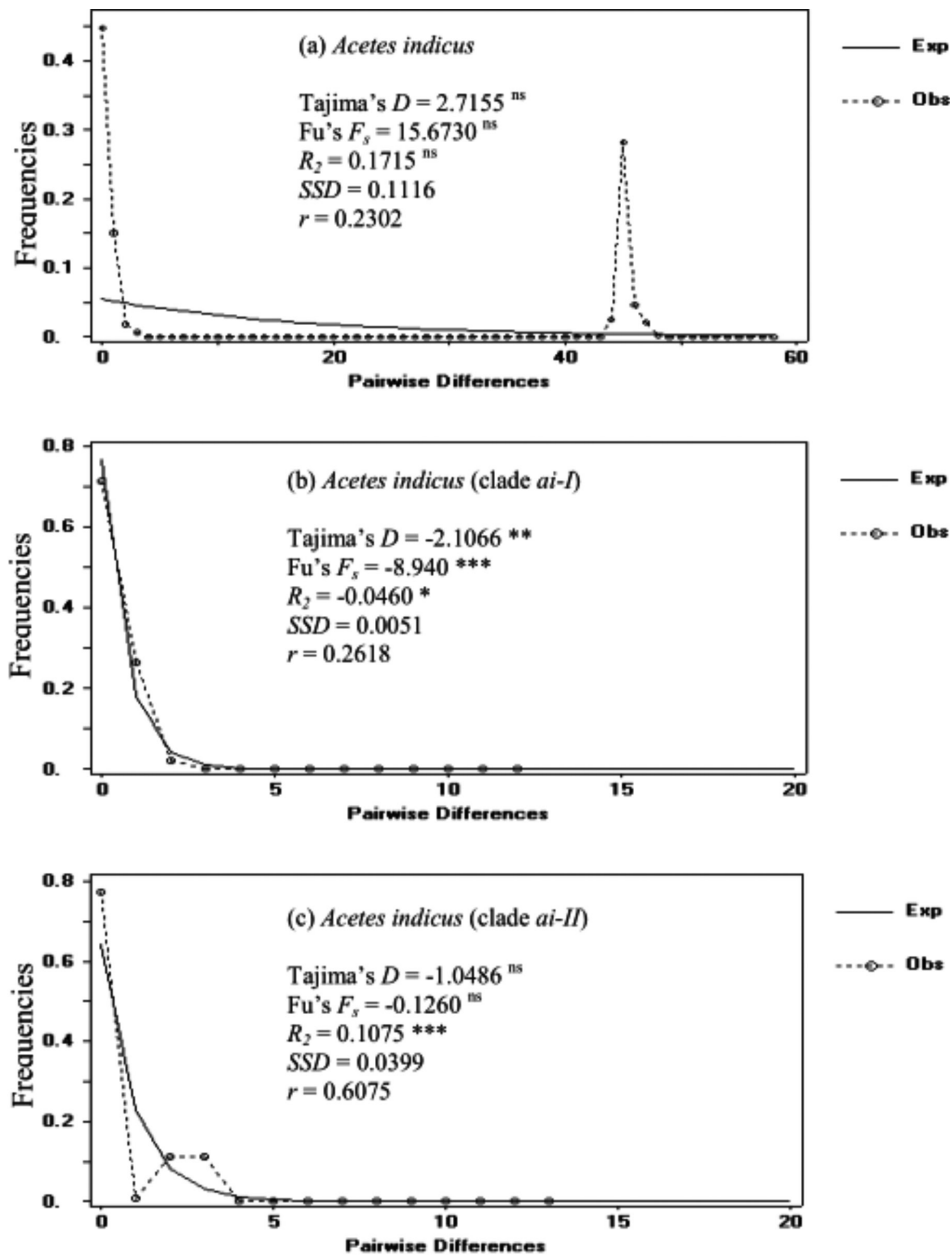 (a) Acetes indicus
Tajima's D = 2.7155 ns
Fu's Fs = 15.6730 ns
R2 = 0.1715 ns
SSD = 0.1116
r = 0.2302
Frequencies
0.4
0.3
0.2
0.1
0.
0 20 40 60
Pairwise Differences
Exp
Obs
(b) Acetes indicus (clade ai-I)
Tajima's D = -2.1066 **
Fu's Fs = -8.940 ***
R2 = -0.0460 *
SSD = 0.0051
r = 0.2618
Frequencies
0.8
0.6
0.4
0.2
0.
0 5 10 15 20
Pairwise Differences
Exp
Obs
(c) Acetes indicus (clade ai-II)
Tajima's D = -1.0486 ns
Fu's Fs = -0.1260 ns
R2 = 0.1075 ***
SSD = 0.0399
r = 0.6075
Frequencies
0.8
0.6
0.4
0.2
0.
0 5 10 15 20
Pairwise Differences
Exp
Obs